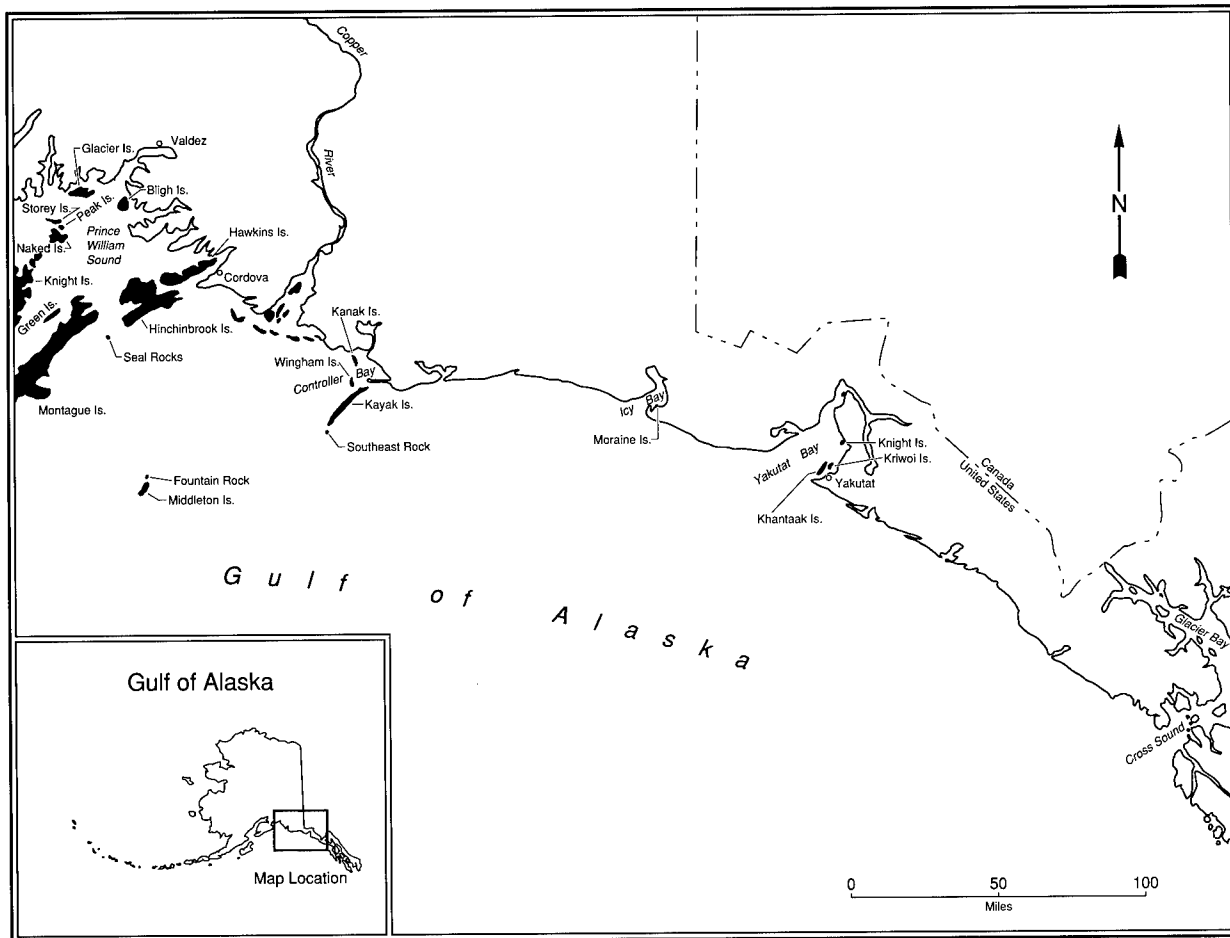 Copper
River
Glacier Is.
Valdez
Bligh Is.
Storey Is.
Peak Is.
Prince
William
Sound
Naked Is.
Hawkins Is.
Cordova
Knight Is.
Green Is.
Hinchinbrook Is.
Seal Rocks
Montague Is.
Kanak Is.
Wingham Is.
Controller Bay
Kayak Is.
Southeast Rock
Fountain Rock
Middleton Is.
Icy Bay
Moraine Is.
Yakutat Bay
Knight Is.
Kriwoi Is.
Yakutat
Khantaak Is.
Canada
United States
N
Gulf of Alaska
Glacier Bay
Cross Sound
Gulf of Alaska
Map Location
0 50 100
Miles